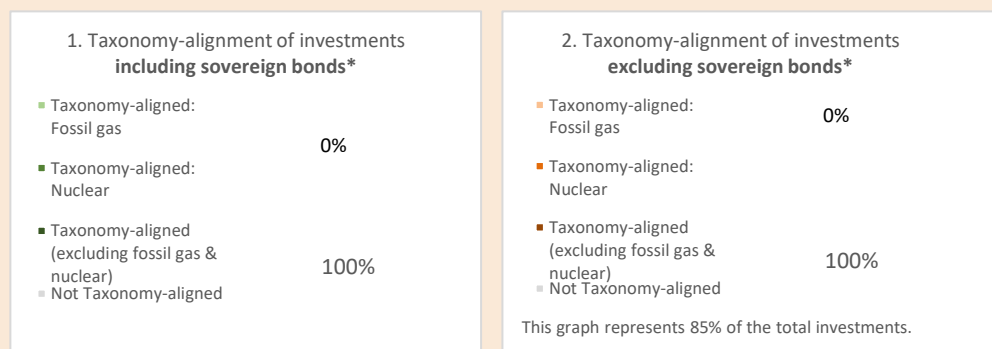 1. Taxonomy-alignment of investments
including sovereign bonds*
Taxonomy-aligned:
Fossil gas
0%
Taxonomy-aligned:
Nuclear
Taxonomy-aligned
(excluding fossil gas &
nuclear)
100%
Not Taxonomy-aligned
2. Taxonomy-alignment of investments
excluding sovereign bonds*
Taxonomy-aligned:
Fossil gas
0%
Taxonomy-aligned:
Nuclear
Taxonomy-aligned
(excluding fossil gas &
nuclear)
100%
Not Taxonomy-aligned
This graph represents 85% of the total investments.